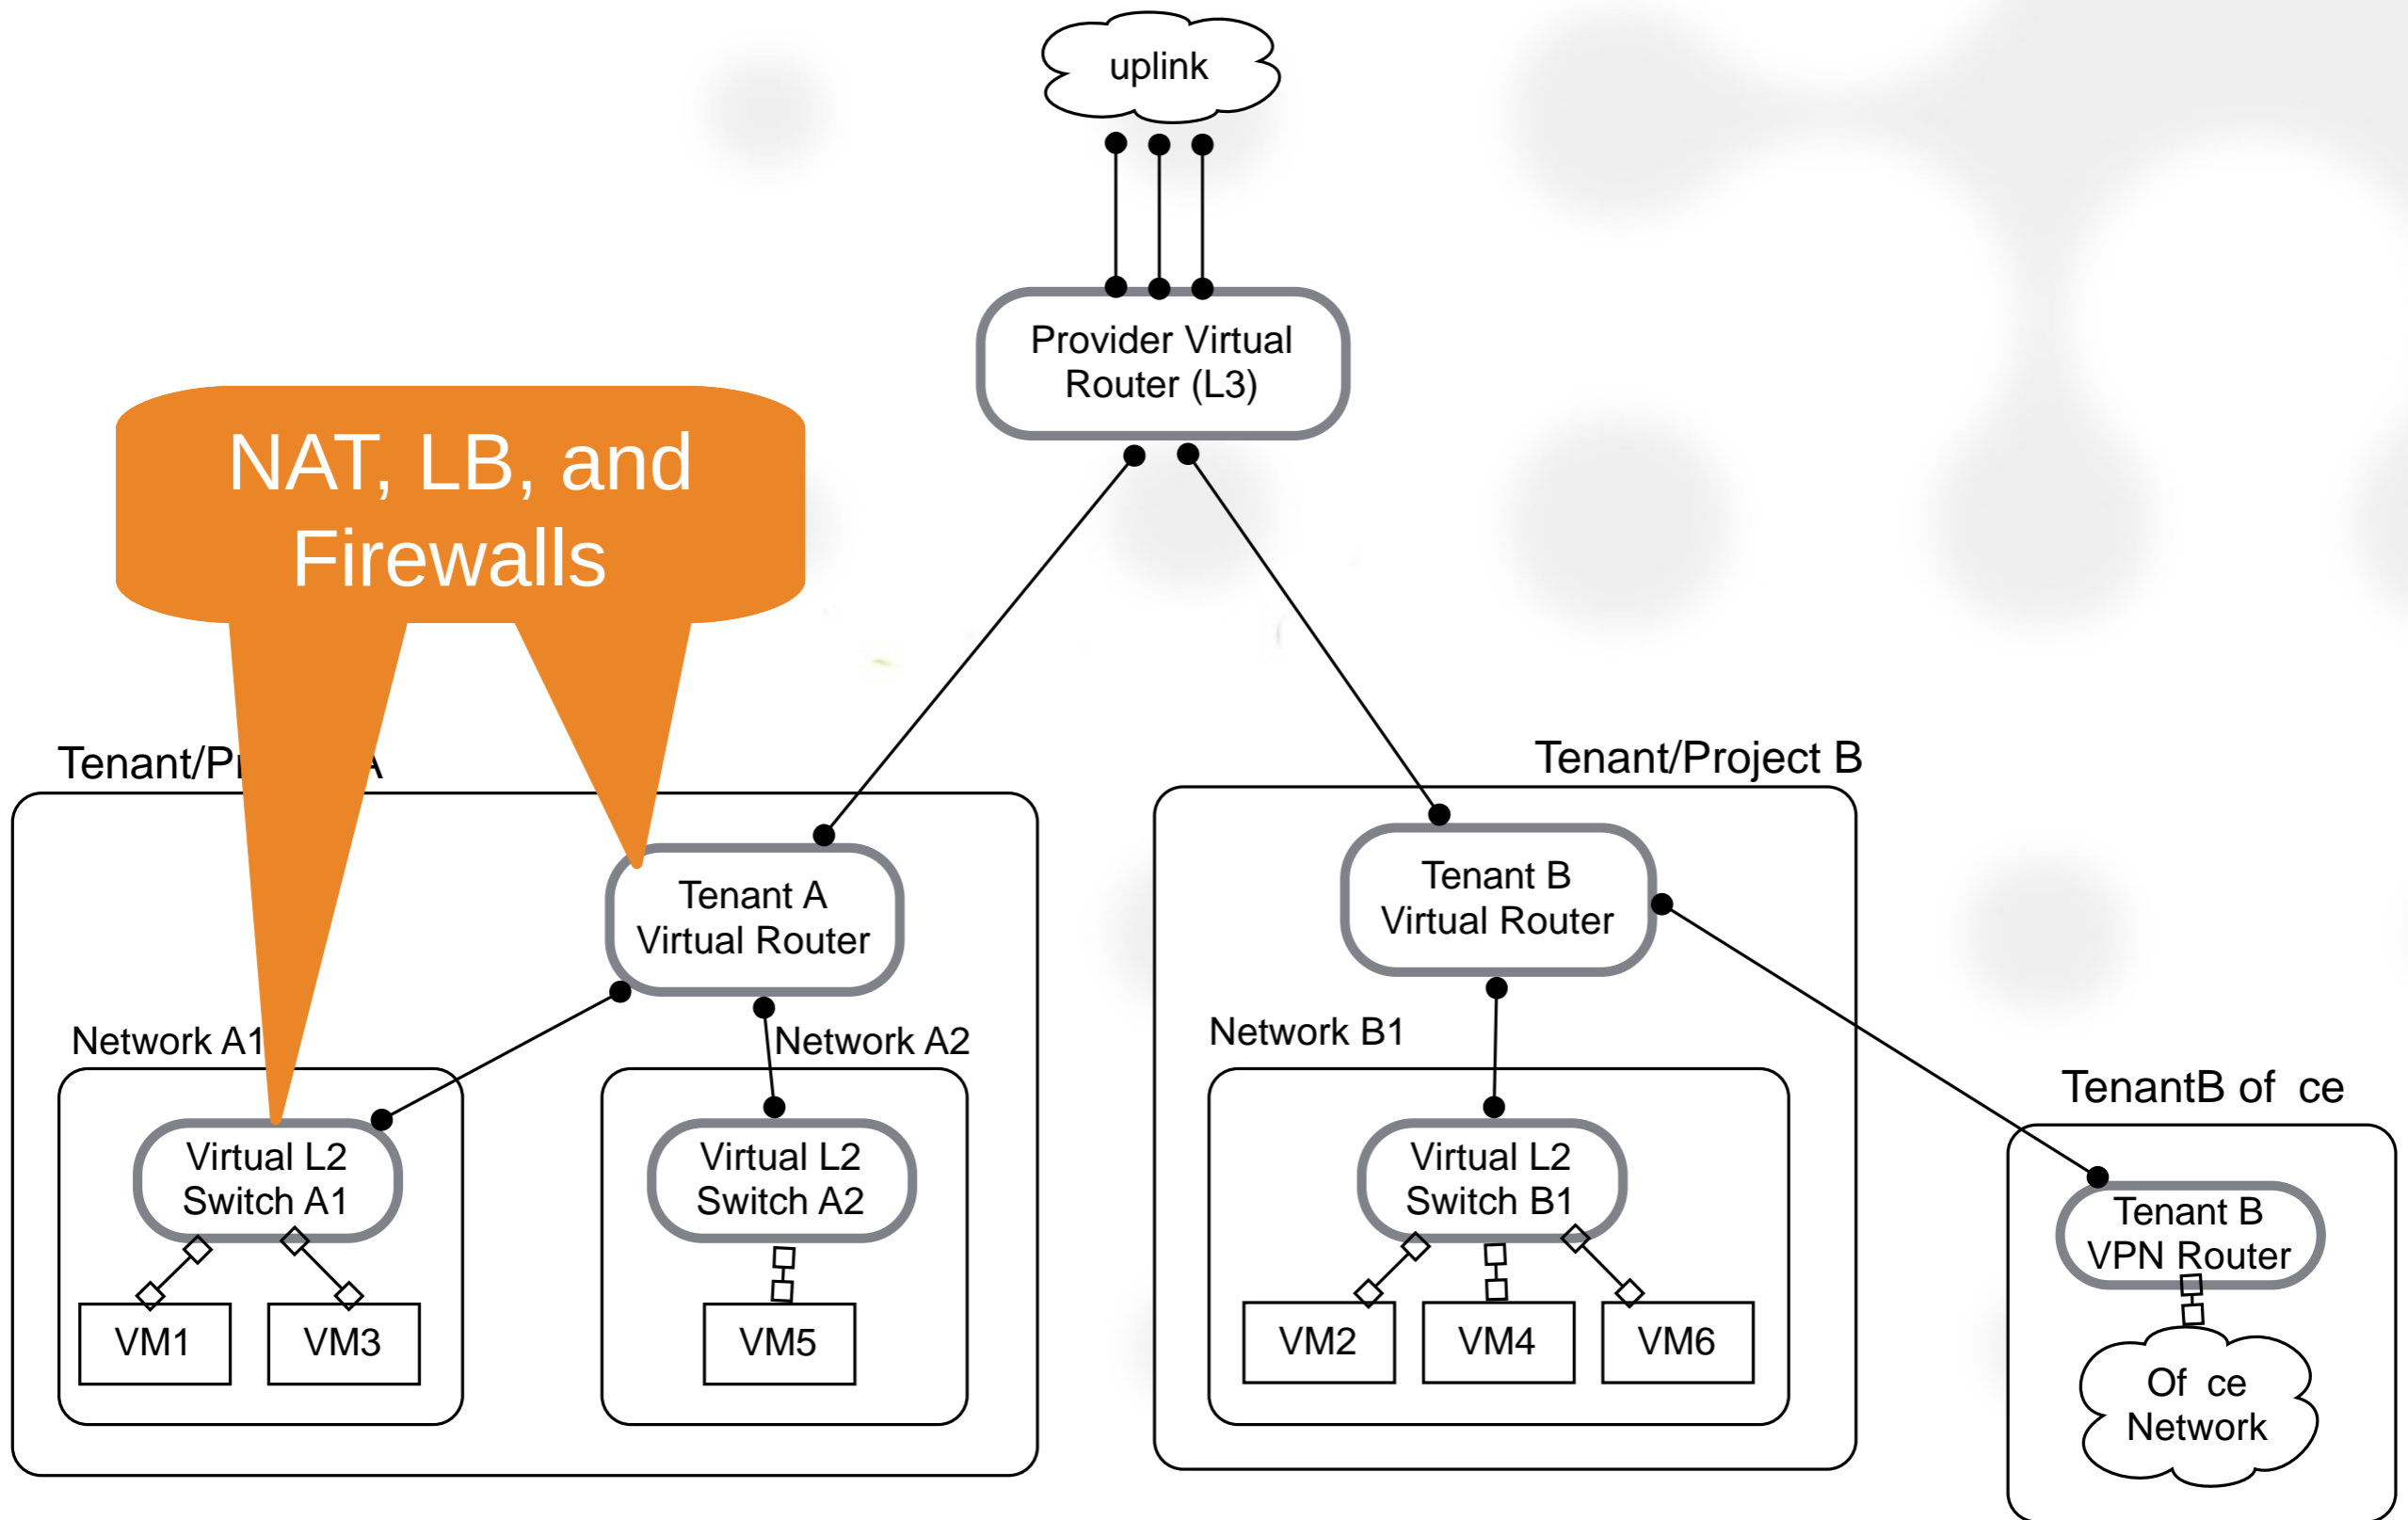 uplink
Provider Virtual
Router (L3)
NAT, LB, and
Firewalls
Tenant/Pr A
Tenant/Project B
Tenant A
Virtual Router
Tenant B
Virtual Router
Network A1
Network A2
Network B1
TenantB of ce
Virtual L2
Switch A1
Virtual L2
Switch A2
Virtual L2
Switch B1
Tenant B
VPN Router
VM1
VM3
VM5
VM2
VM4
VM6
Of ce
Network